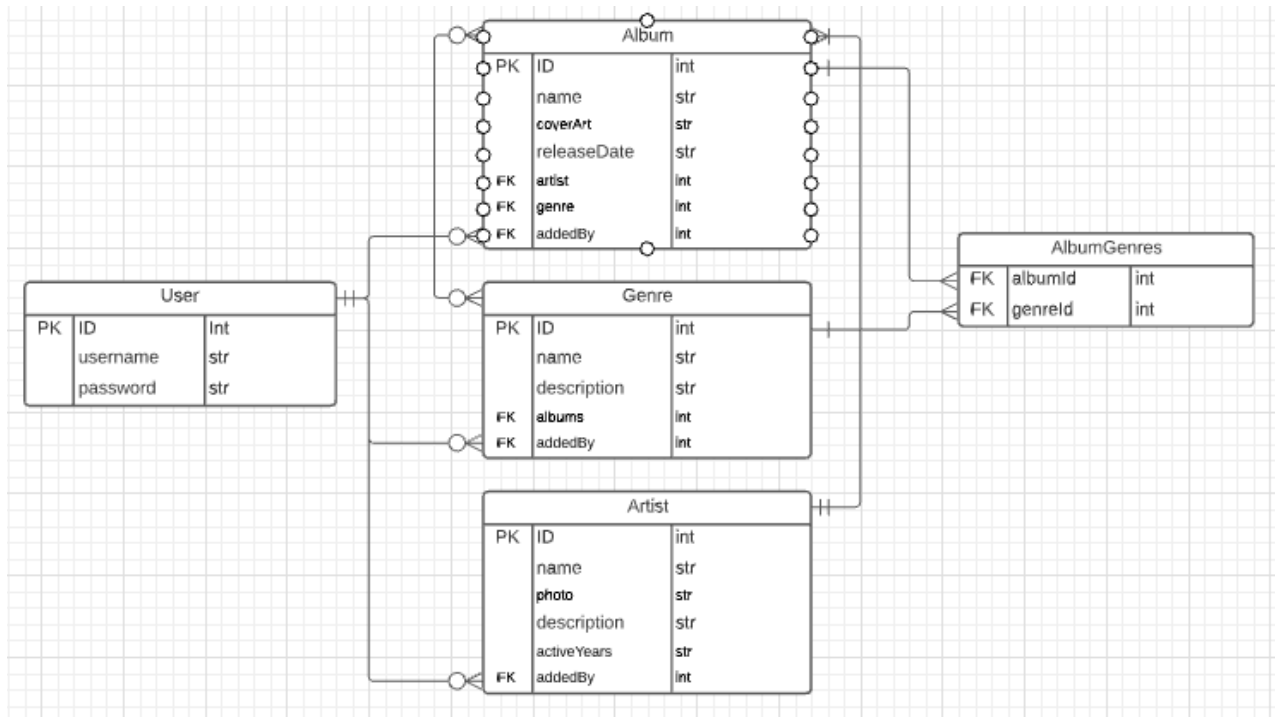 Album
PK ID int
name str
coverArt str
releaseDate str
FK artist int
FK genre int
FK addedBy int
AlbumGenres
FK albumId int
FK genreId int
User
PK ID Int
username str
password str
Genre
PK ID int
name str
description str
FK albums int
FK addedBy int
Artist
PK ID int
name str
photo str
description str
activeYears str
FK addedBy int